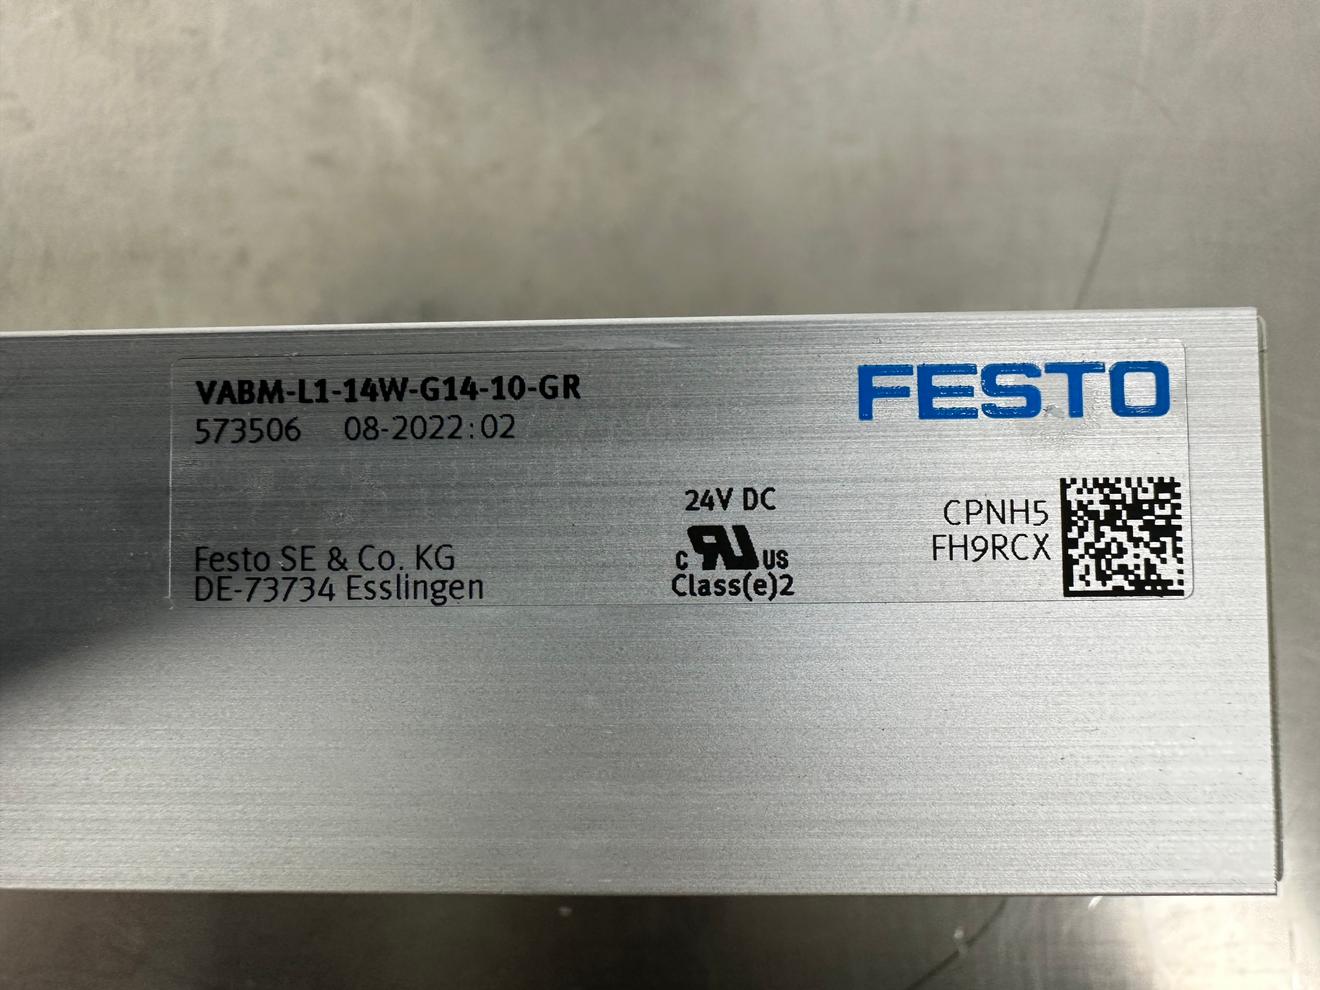 VABM-L1-14W-G14-10-GR
573506 08-2022:02
FESTO
Festo SE & Co. KG
DE-73734 Esslingen
24V DC
c RU US
Class(e)2
CPNH5
FH9RCX